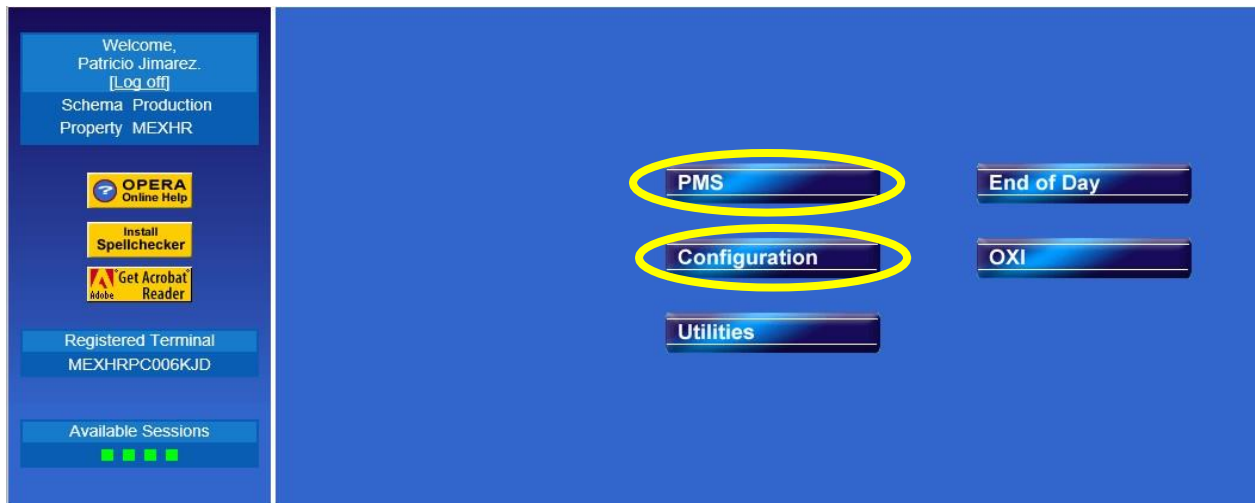 Welcome,
Patricio Jimarez.
[Log off]
Schema Production
Property MEXHR
OPERA
Online Help
Install
Spellchecker
Get Acrobat
Adobe Reader
Registered Terminal
MEXHRPC006KJD
Available Sessions
PMS
End of Day
Configuration
OXI
Utilities